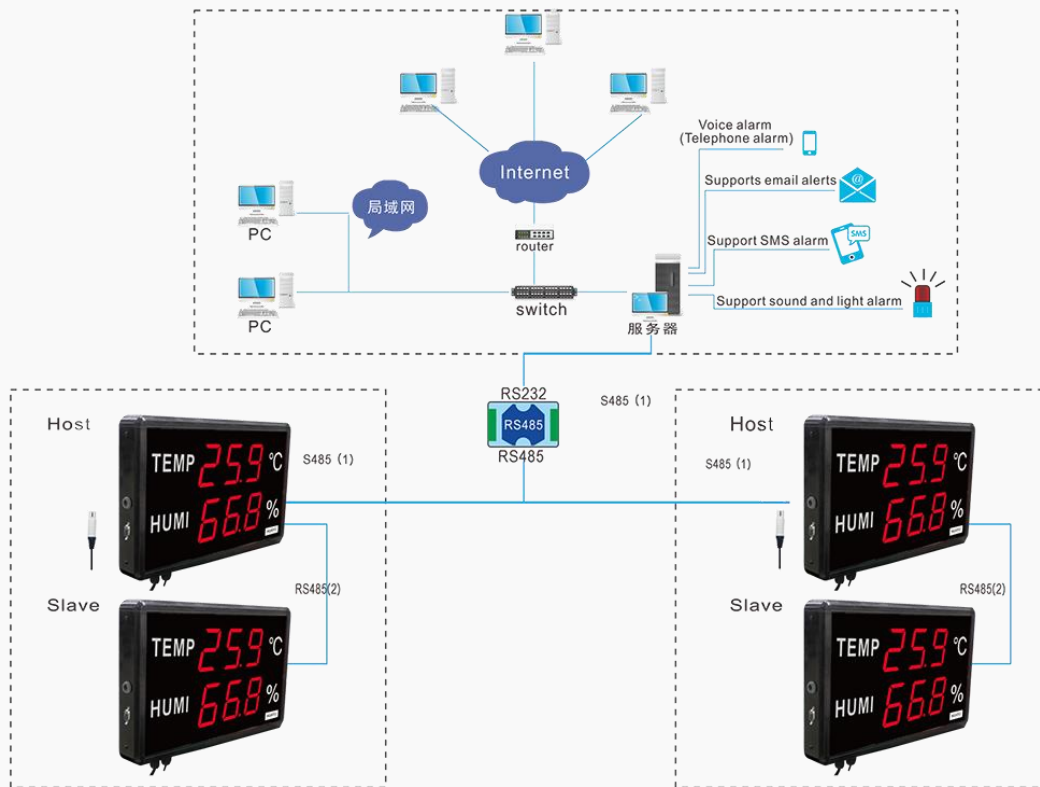 Voice alarm
(Telephone alarm)
Internet
Supports email alerts
@
局域网
PC
router
Support SMS alarm
SMS
PC
switch
服务器
Support sound and light alarm
RS232
S485 (1)
RS485
RS485
Host
TEMP 25.9 ℃
HUMI 66.8 %
S485 (1)
RS485(2)
Slave
TEMP 25.9 ℃
HUMI 66.8 %
Host
S485 (1)
TEMP 25.9 ℃
HUMI 66.8 %
RS485(2)
Slave
TEMP 25.9 ℃
HUMI 66.8 %